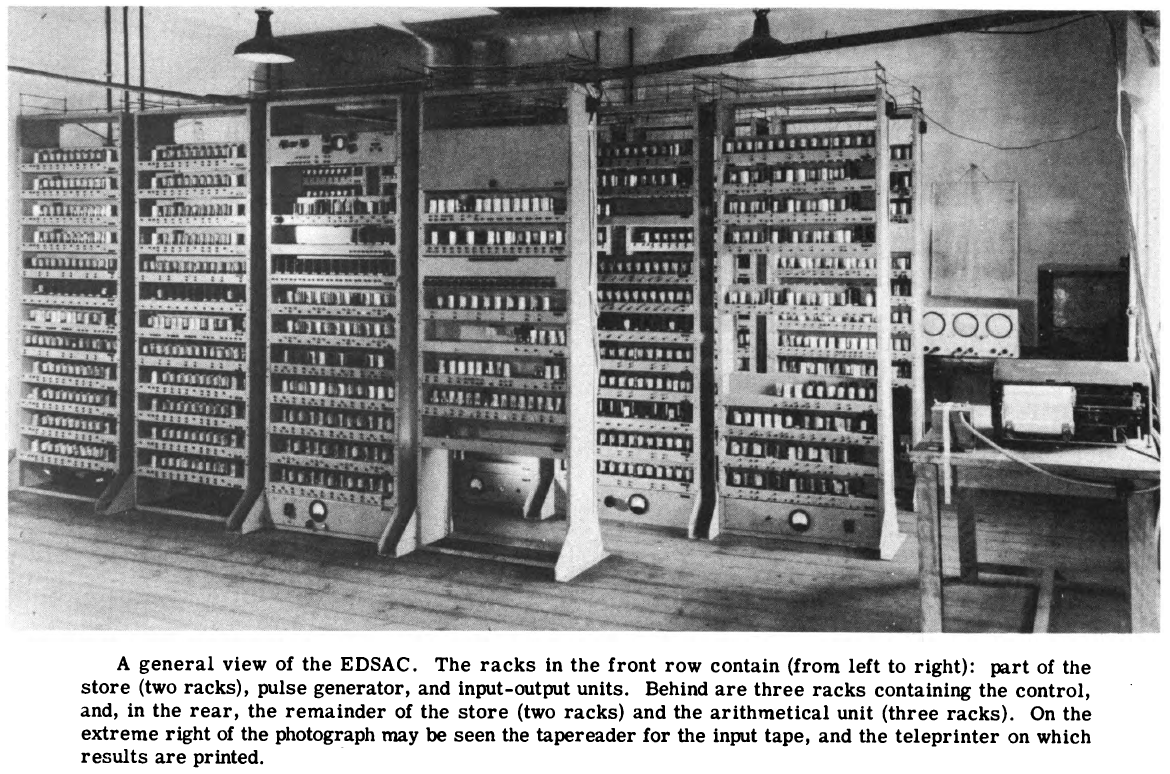 A general view of the EDSAC. The racks in the front row contain (from left to right): part of the
store (two racks), pulse generator, and input-output units. Behind are three racks containing the control,
and, in the rear, the remainder of the store (two racks) and the arithmetical unit (three racks). On the
extreme right of the photograph may be seen the tapereader for the input tape, and the teleprinter on which
results are printed.